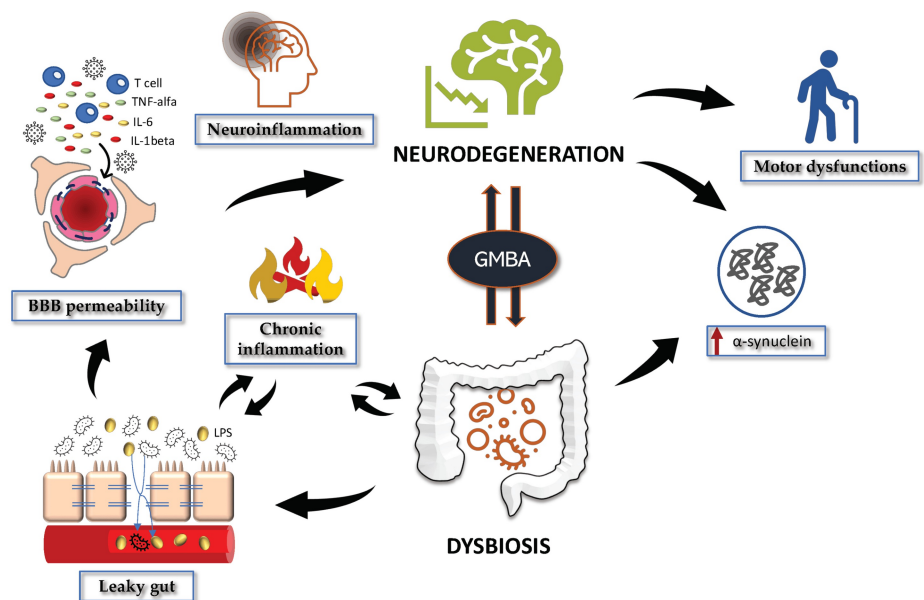 T cell
TNF-alfa
IL-6
IL-1beta
Neuroinflammation
NEURODEGENERATION
Motor dysfunctions
GMBA
BBB permeability
Chronic
inflammation
α-synuclein
LPS
DYSBIOSIS
Leaky gut